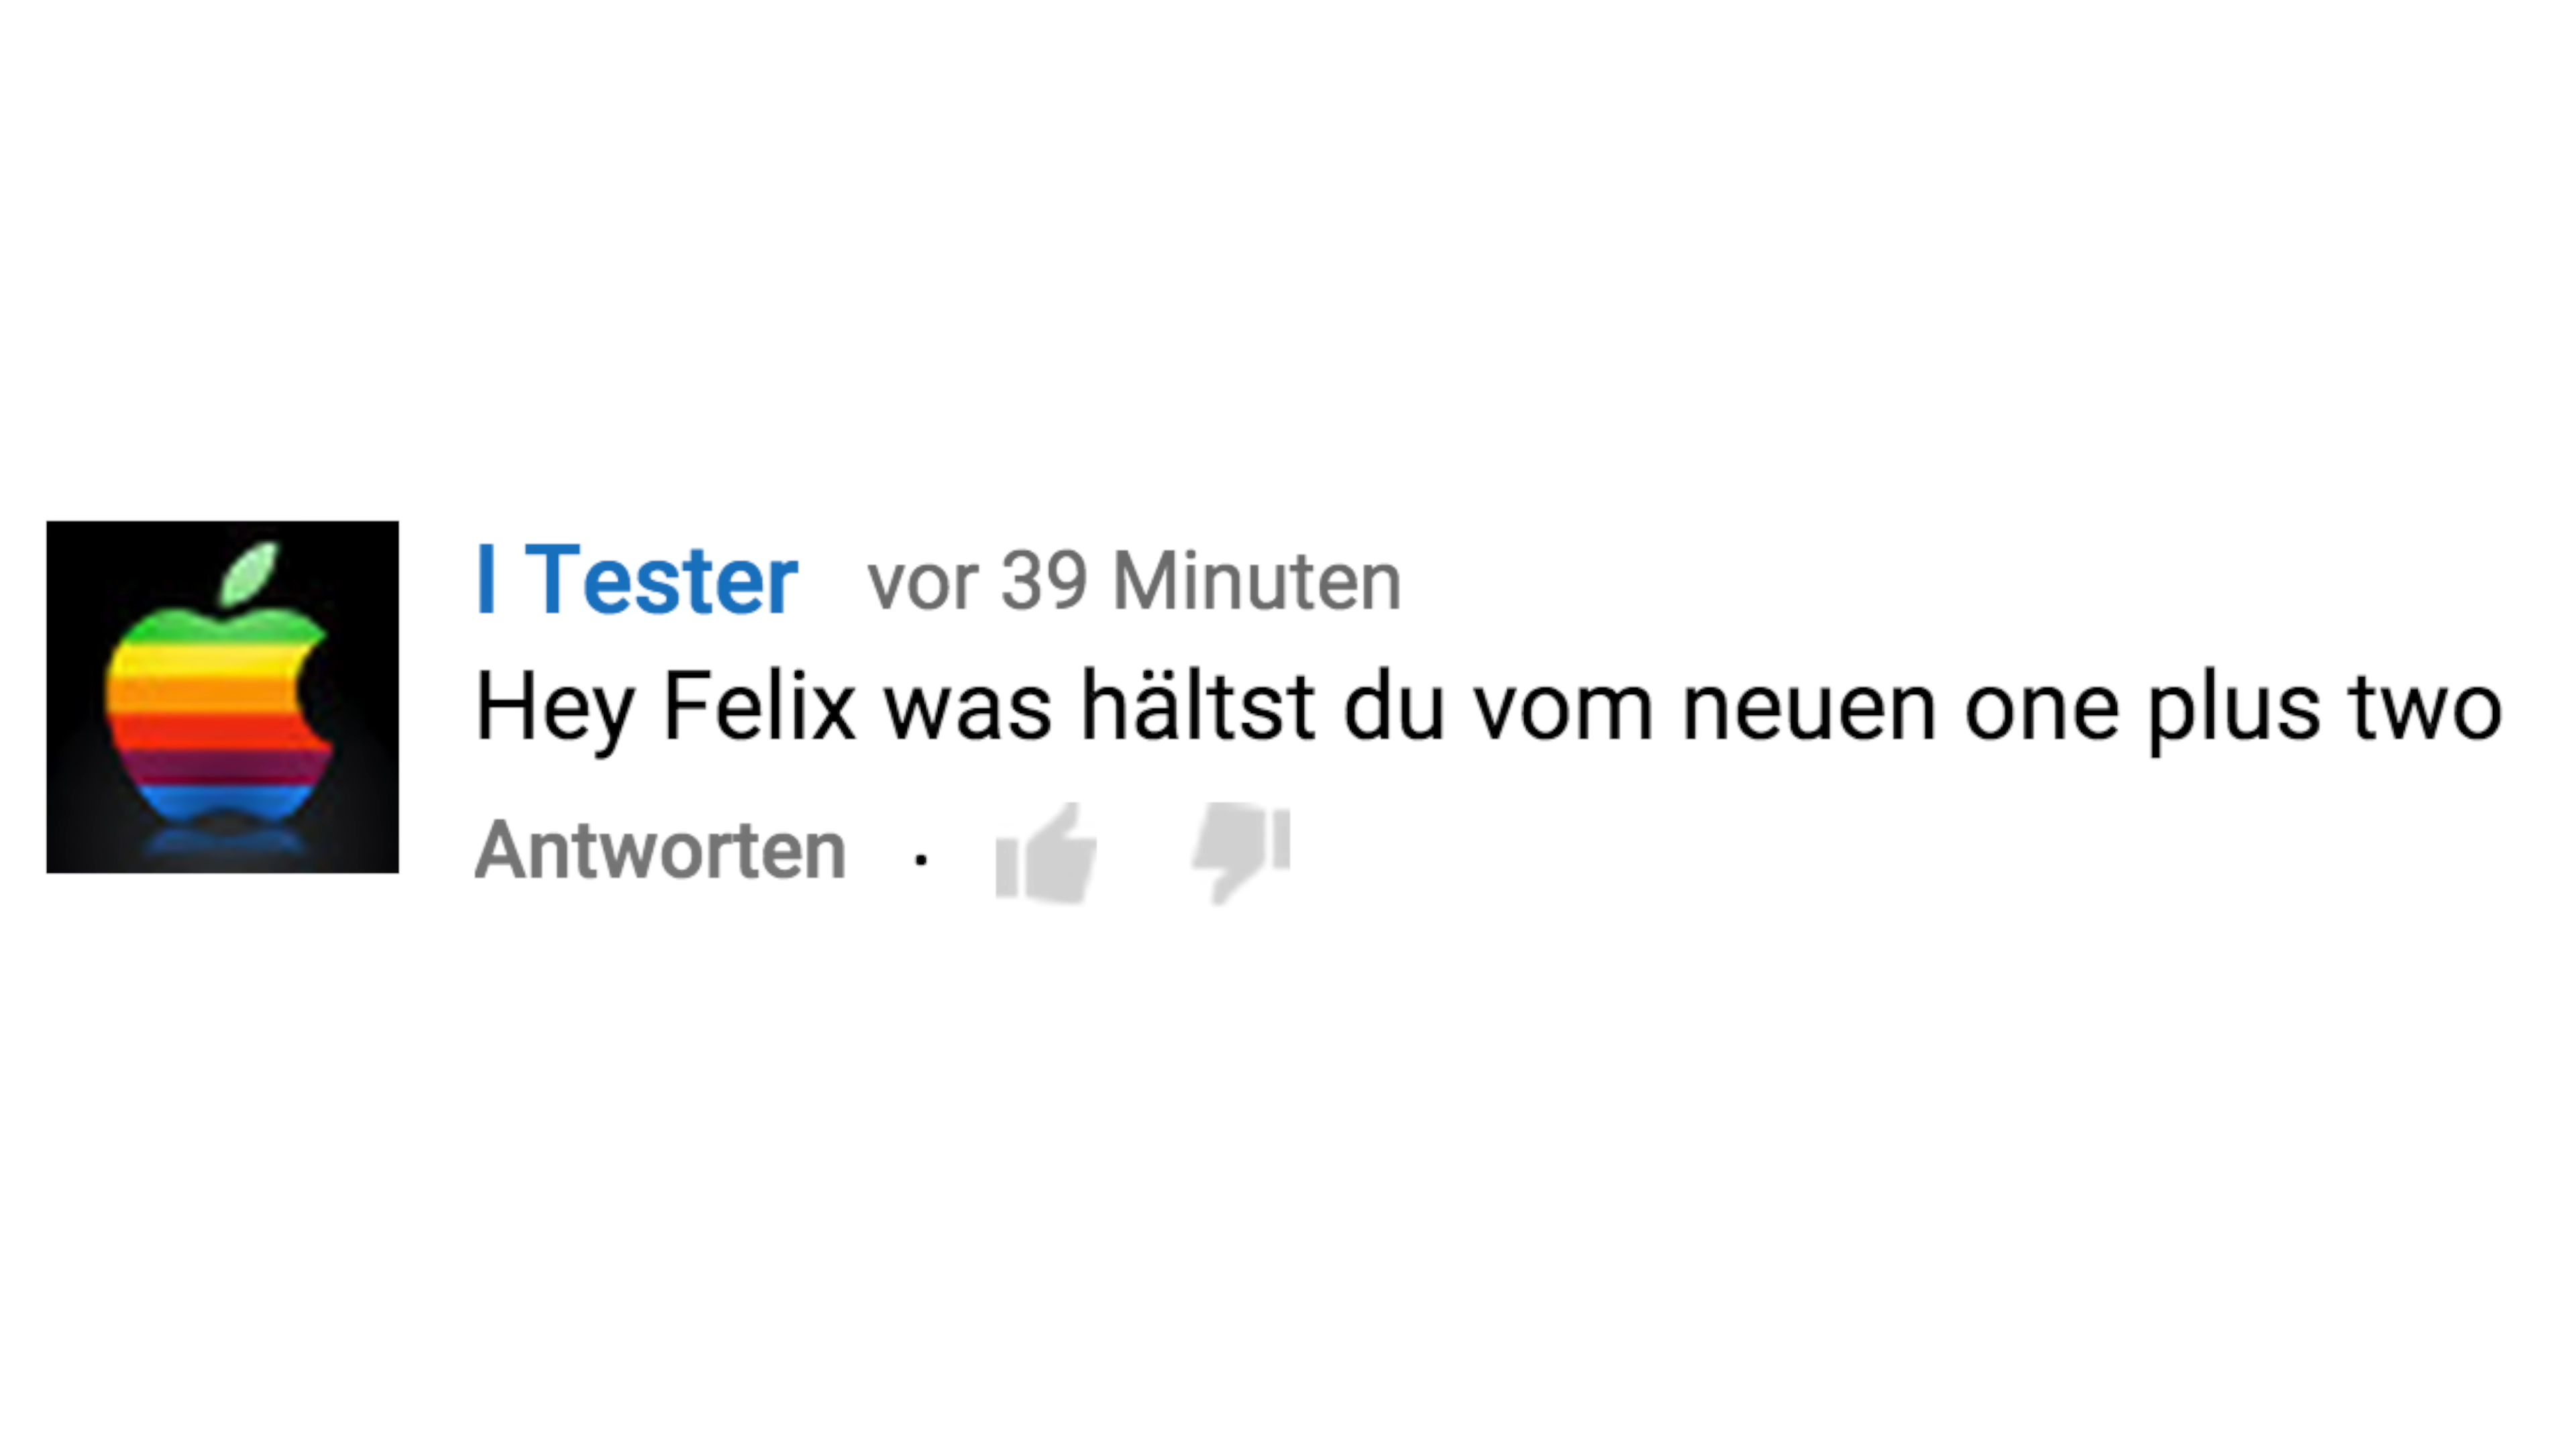 I Tester vor 39 Minuten
Hey Felix was hältst du vom neuen one plus two
Antworten ·